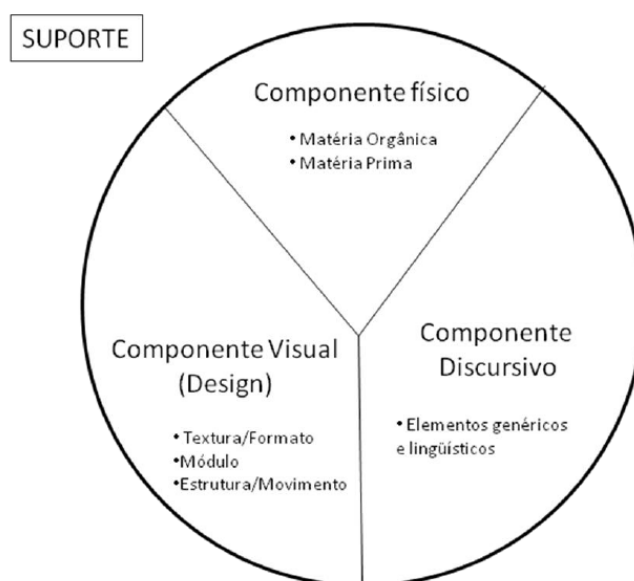 SUPORTE
Componente físico
• Matéria Orgânica
• Matéria Prima
Componente Visual
(Design)
• Textura/Formato
• Módulo
• Estrutura/Movimento
Componente
Discursivo
• Elementos genéricos
e lingüísticos